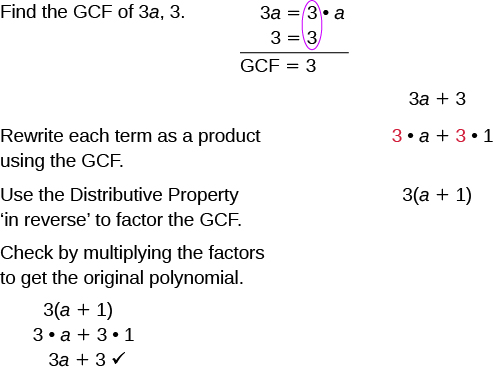 Find the GCF of 3a, 3.
3a = 3 • a
3 = 3
GCF = 3
3a + 3
Rewrite each term as a product
using the GCF.
3 • a + 3 • 1
Use the Distributive Property
‘in reverse’ to factor the GCF.
3(a + 1)
Check by multiplying the factors
to get the original polynomial.
3(a + 1)
3 • a + 3 • 1
3a + 3 ✓